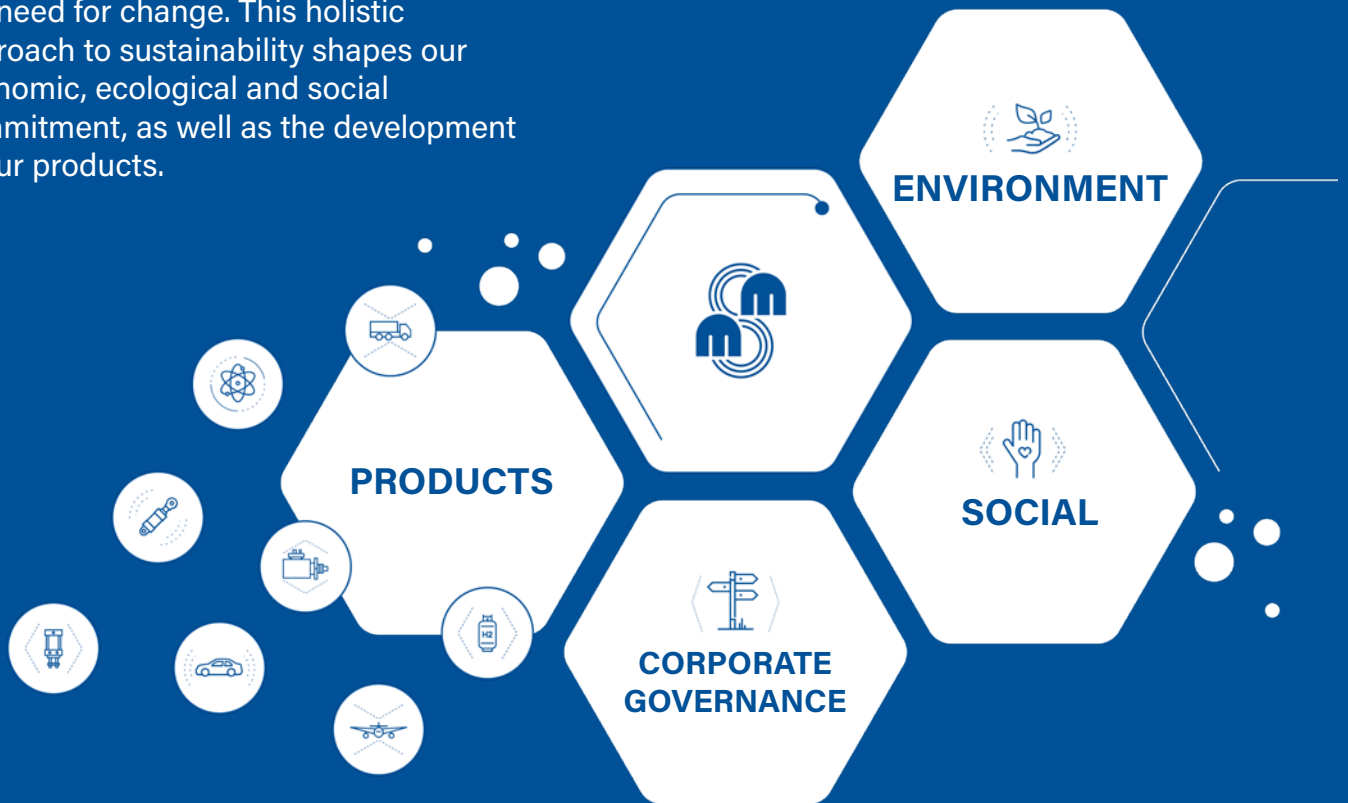 need for change. This holistic
roach to sustainability shapes our
nomic, ecological and social
mitment, as well as the development
ur products.
ENVIRONMENT
PRODUCTS
SOCIAL
H2
CORPORATE
GOVERNANCE